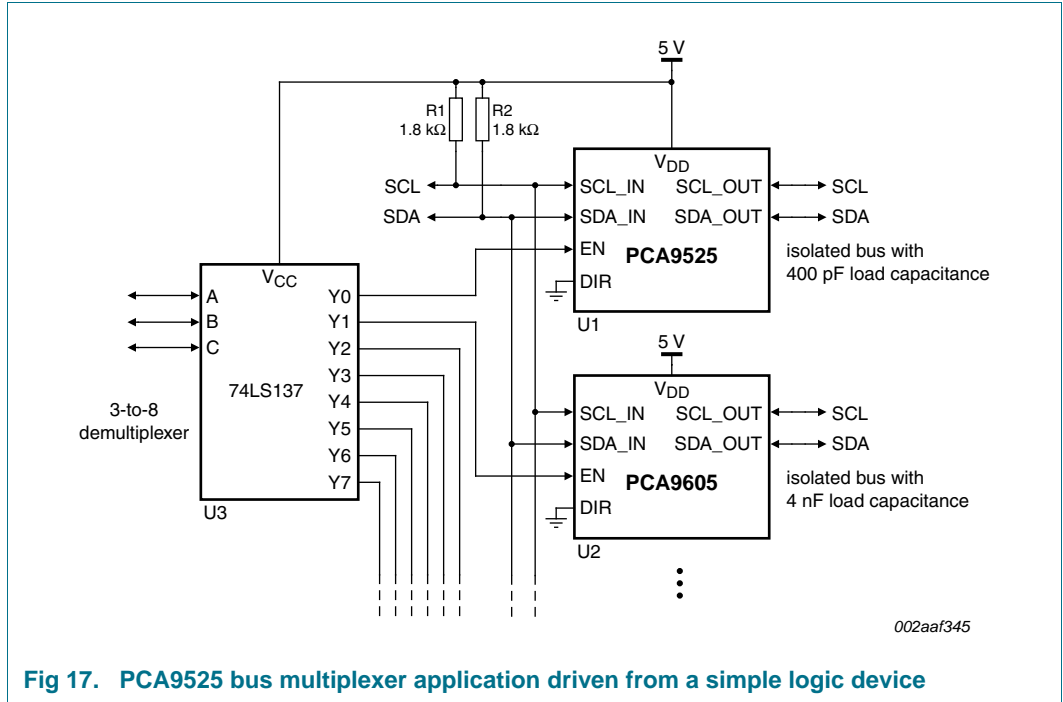 5 V
R1
1.8 kΩ
R2
1.8 kΩ
VDD
SCL
SDA
SCL_IN
SCL_OUT
SCL
SDA_IN
SDA_OUT
SDA
EN
PCA9525
DIR
isolated bus with
400 pF load capacitance
U1
VCC
A
B
C
Y0
Y1
Y2
Y3
Y4
Y5
Y6
Y7
74LS137
3-to-8
demultiplexer
U3
5 V
VDD
SCL_IN
SCL_OUT
SCL
SDA_IN
SDA_OUT
SDA
EN
PCA9605
DIR
isolated bus with
4 nF load capacitance
U2
002aaf345
Fig 17. PCA9525 bus multiplexer application driven from a simple logic device